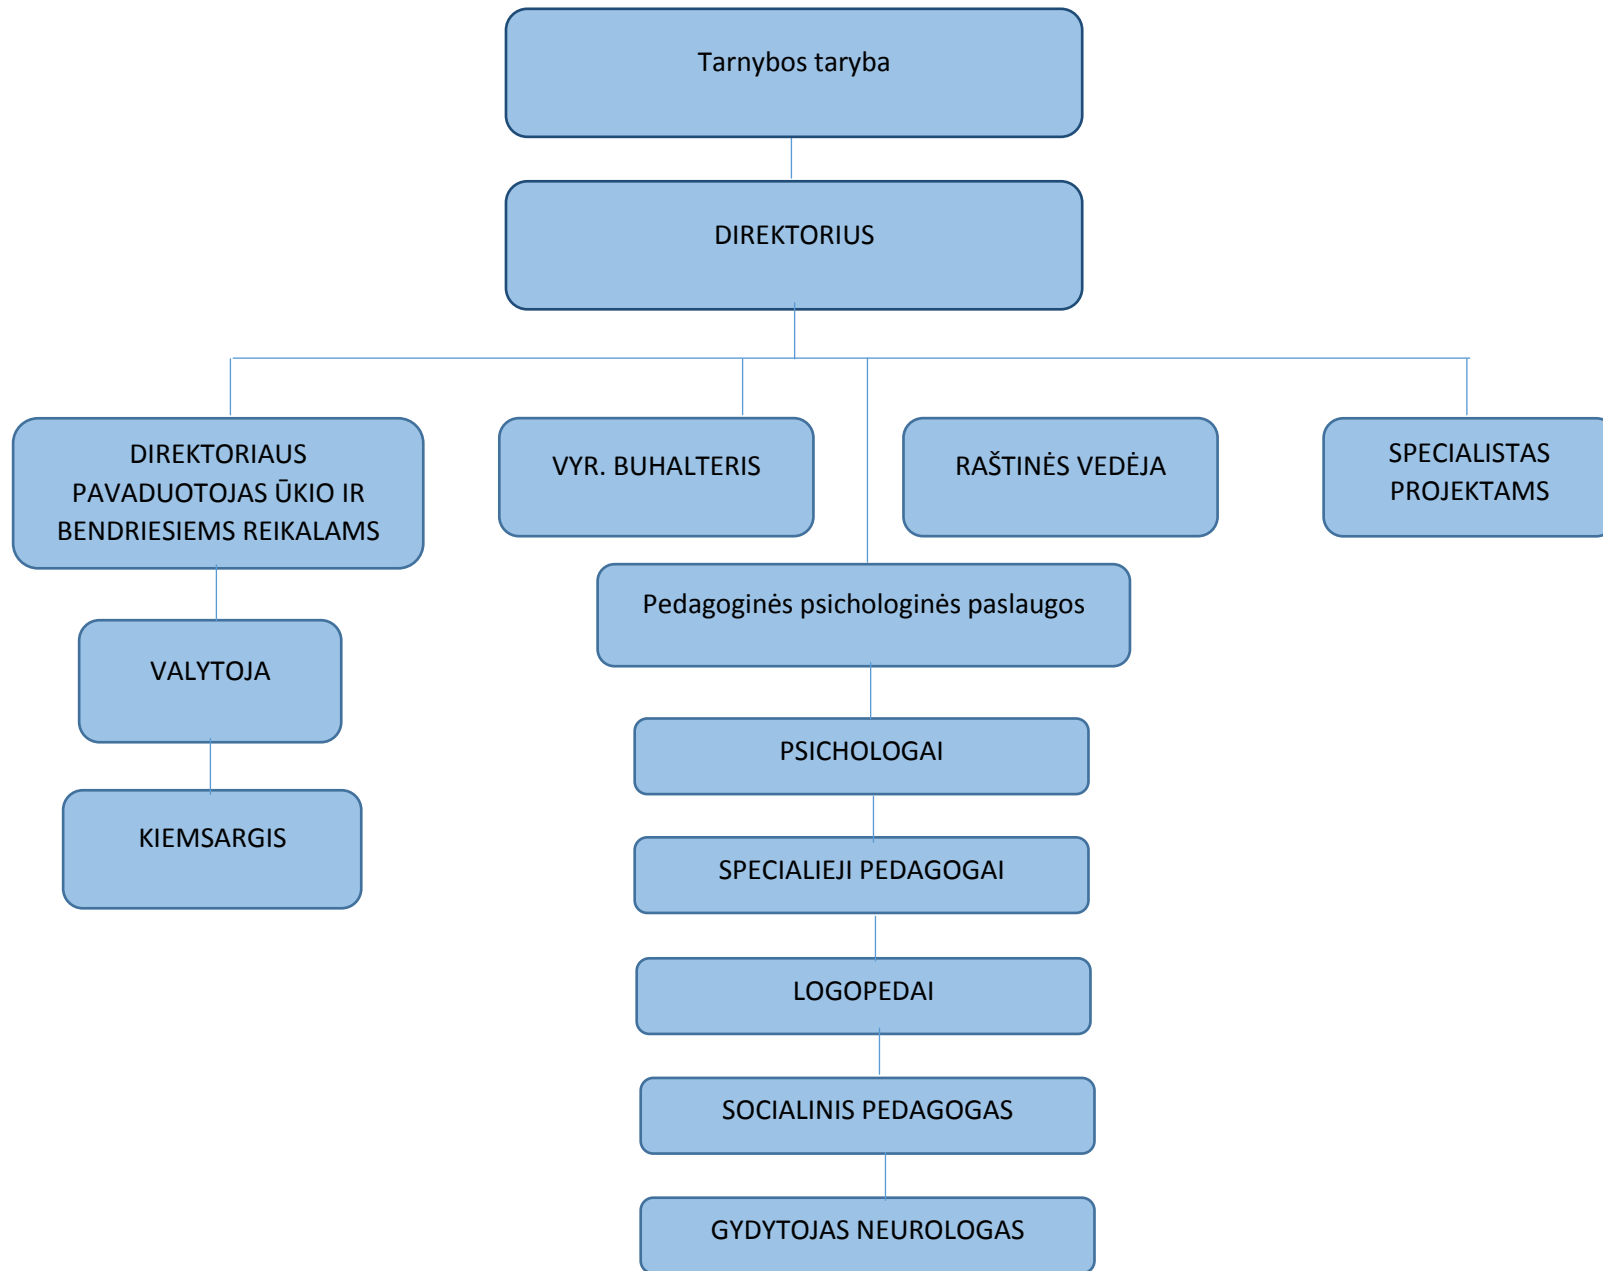 Tarnybos taryba
DIREKTORIUS
DIREKTORIAUS
PAVADUOTOJAS ŪKIO IR
BENDRIESIEMS REIKALAMS
VYR. BUHALTERIS
RAŠTINĖS VEDĖJA
SPECIALISTAS
PROJEKTAMS
Pedagoginės psichologinės paslaugos
VALYTOJA
KIEMSARGIS
PSICHOLOGAI
SPECIALIEJI PEDAGOGAI
LOGOPEDAI
SOCIALINIS PEDAGOGAS
GYDYTOJAS NEUROLOGAS